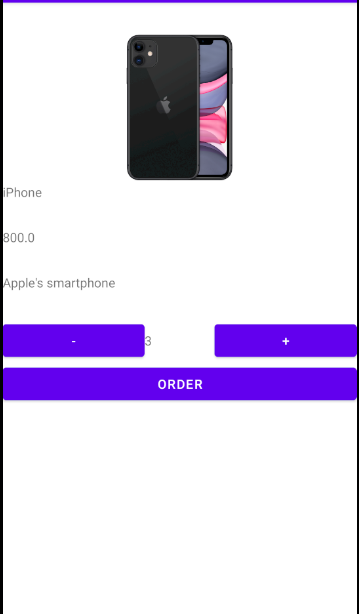 iPhone
800.0
Apple's smartphone
- 3 +
ORDER